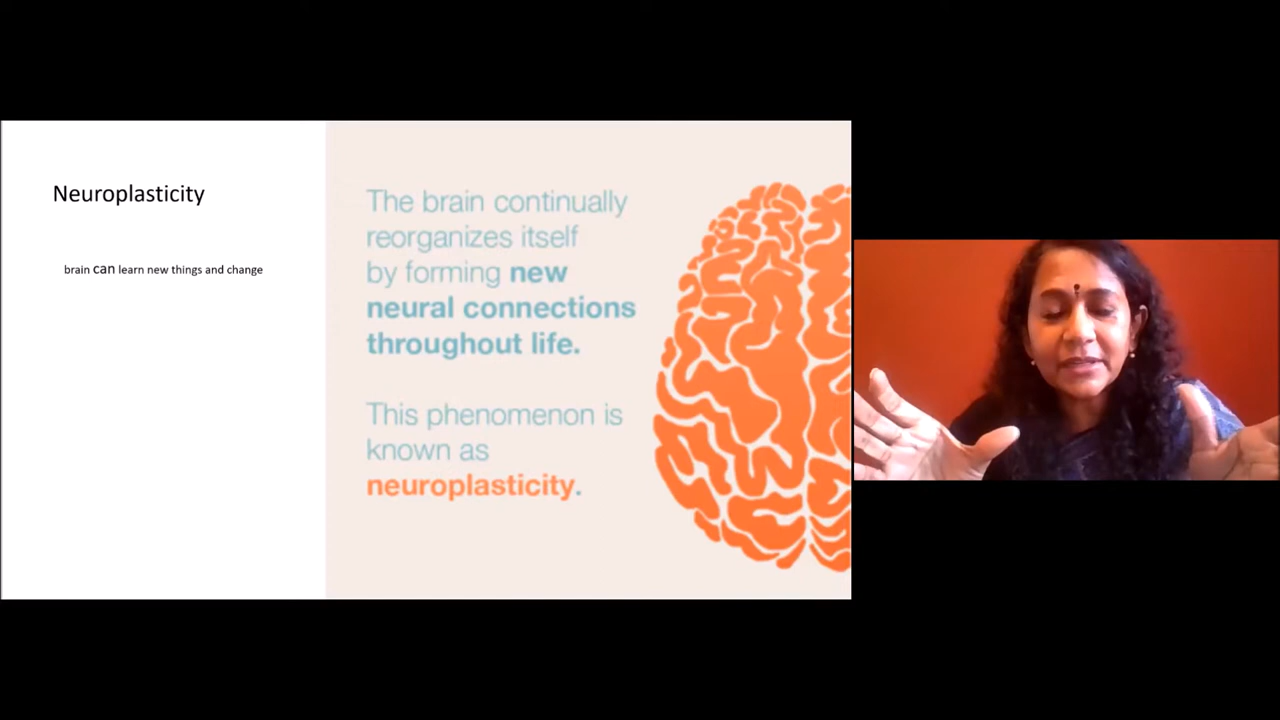 Neuroplasticity
brain can learn new things and change
The brain continually
reorganizes itself
by forming new
neural connections
throughout life.
This phenomenon is
known as
neuroplasticity.